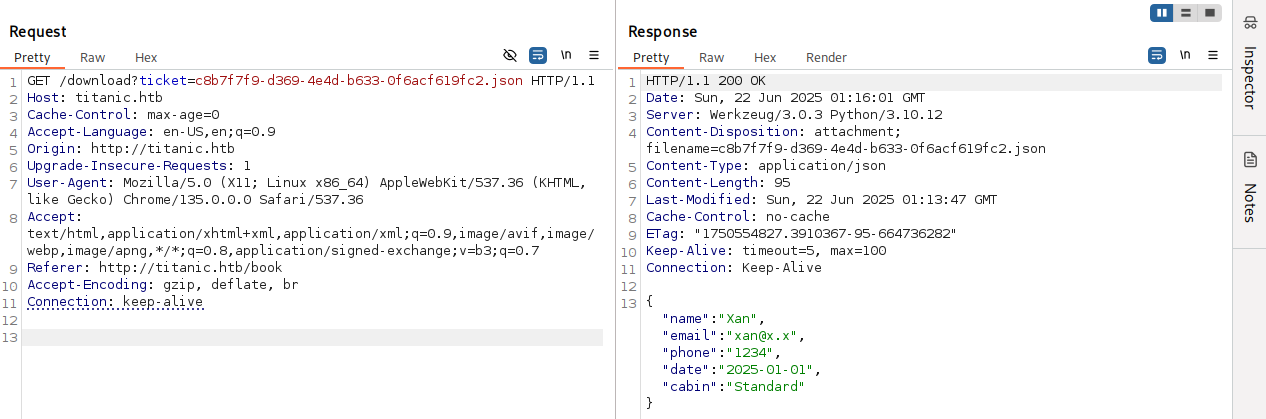 Request
Pretty Raw Hex
\n
1 GET /download?ticket=c8b7f7f9-d369-4e4d-b633-0f6acf619fc2.json HTTP/1.1
2 Host: titanic.htb
3 Cache-Control: max-age=0
4 Accept-Language: en-US,en;q=0.9
5 Origin: http://titanic.htb
6 Upgrade-Insecure-Requests: 1
7 User-Agent: Mozilla/5.0 (X11; Linux x86_64) AppleWebKit/537.36 (KHTML,
like Gecko) Chrome/135.0.0.0 Safari/537.36
8 Accept:
text/html,application/xhtml+xml,application/xml;q=0.9,image/avif,image/
webp,image/apng,*/*;q=0.8,application/signed-exchange;v=b3;q=0.7
9 Referer: http://titanic.htb/book
10 Accept-Encoding: gzip, deflate, br
11 Connection: keep-alive
12
13
Response
Pretty Raw Hex Render
\n
1 HTTP/1.1 200 OK
2 Date: Sun, 22 Jun 2025 01:16:01 GMT
3 Server: Werkzeug/3.0.3 Python/3.10.12
4 Content-Disposition: attachment;
filename=c8b7f7f9-d369-4e4d-b633-0f6acf619fc2.json
5 Content-Type: application/json
6 Content-Length: 95
7 Last-Modified: Sun, 22 Jun 2025 01:13:47 GMT
8 Cache-Control: no-cache
9 ETag: "1750554827.3910367-95-664736282"
10 Keep-Alive: timeout=5, max=100
11 Connection: Keep-Alive
12
13 {
"name":"Xan",
"email":"xan@x.x",
"phone":"1234",
"date":"2025-01-01",
"cabin":"Standard"
}
Inspector
Notes